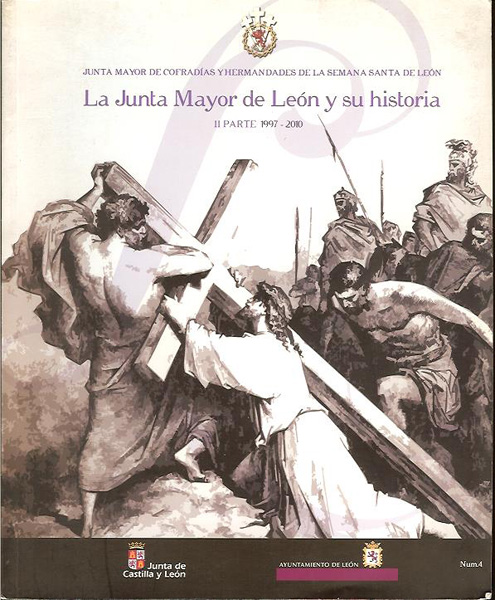 JUNTA MAYOR DE COFRADÍAS Y HERMANDADES DE LA SEMANA SANTA DE LEÓN
La Junta Mayor de León y su historia
II PARTE 1997 - 2010
Junta de
Castilla y León
AYUNTAMIENTO DE LEÓN
Num.4